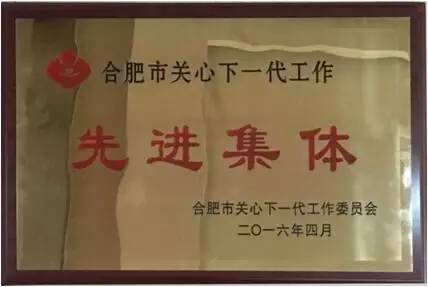 合肥市关心下一代工作
先进集体
合肥市关心下一代工作委员会
二〇一六年四月